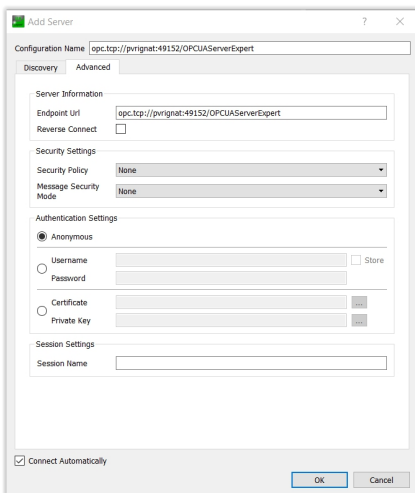 Add Server
? ×
Configuration Name opc.tcp://pvrignat:49152/OPCUAServerExpert
Discovery Advanced
Server Information
Endpoint Url opc.tcp://pvrignat:49152/OPCUAServerExpert
Reverse Connect
Security Settings
Security Policy None
Message Security
Mode
None
Authentication Settings
Anonymous
Username Store
Password
Certificate ...
Private Key ...
Session Settings
Session Name
Connect Automatically
OK Cancel